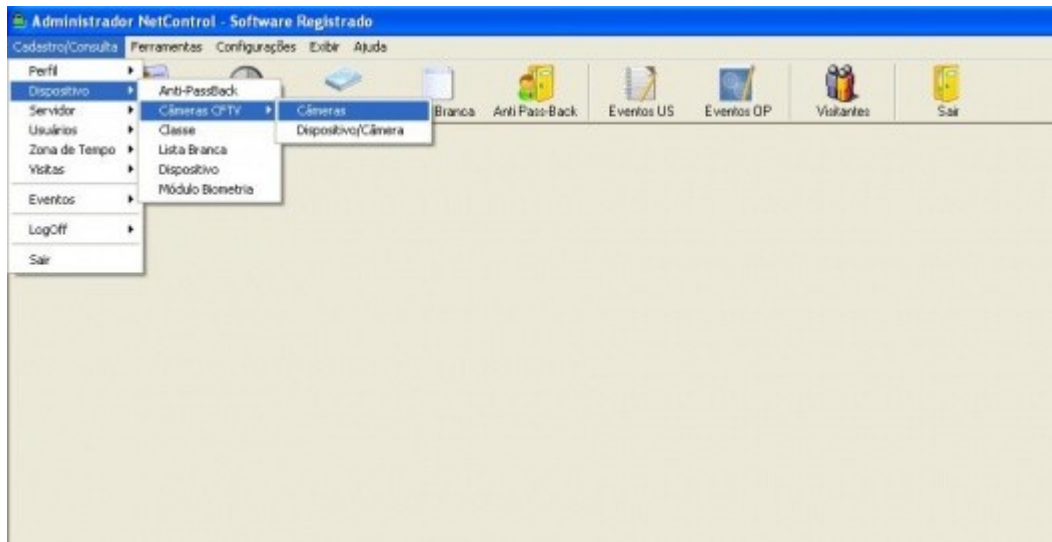 Administrador NetControl - Software Registrado
Cadastro/Consulta Ferramentas Configurações Exibir Ajuda
Perfil
Dispositivo
Servidor
Usuários
Zona de Tempo
Visitas
Eventos
LogOff
Sair
Anti-PassBack
Câmeras CFTV
Classe
Lista Branca
Dispositivo
Módulo Biometria
Câmeras
Dispositivo/Câmera
Branca Anti Pass-Back Eventos US Eventos OP Visitantes Sair